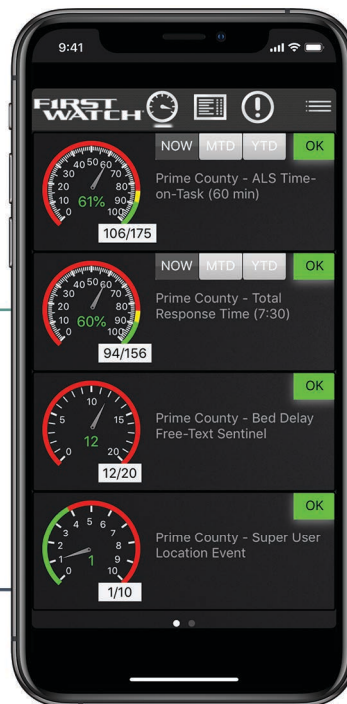 9:41
FIRST
WATCH
NOW MTD YTD OK
0 10 20 30 40 50 60 70 80 90 100
61%
106/175
Prime County - ALS Time-
on-Task (60 min)
NOW MTD YTD OK
0 10 20 30 40 50 60 70 80 90 100
60%
94/156
Prime County - Total
Response Time (7:30)
OK
0 5 10 15 20
12
12/20
Prime County - Bed Delay
Free-Text Sentinel
OK
0 1 2 3 4 5 6 7 8 9 10
1
1/10
Prime County - Super User
Location Event